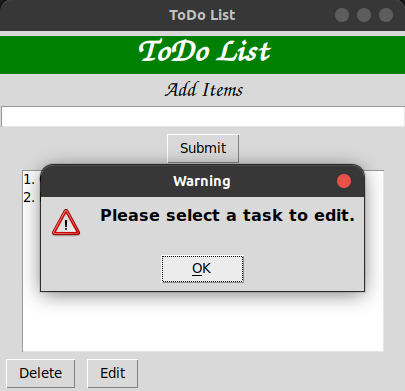 ToDo List
ToDo List
Add Items
Submit
1.
2.
Warning
Please select a task to edit.
OK
Delete
Edit